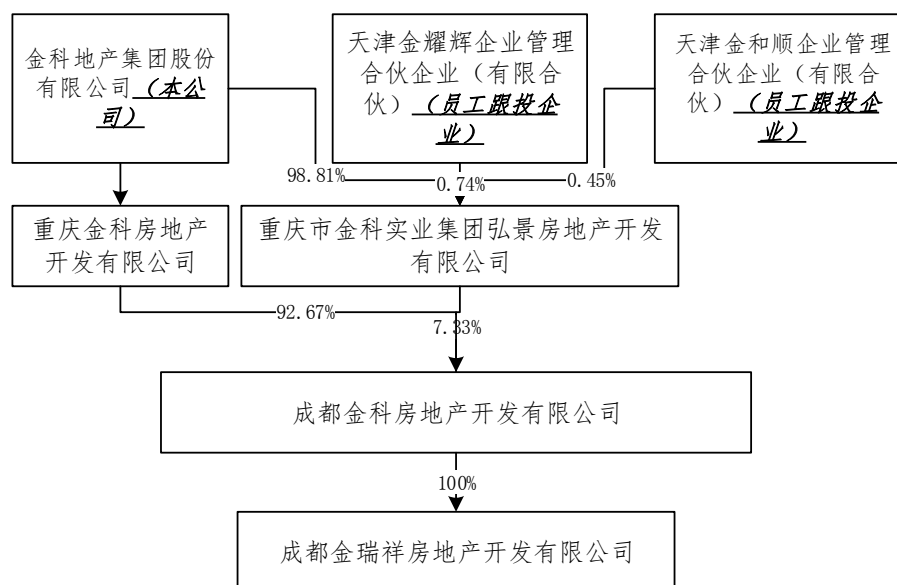 金科地产集团股份
有限公司（本公
司）
天津金耀辉企业管理
合伙企业（有限合
伙）（员工跟投企
业）
天津金和顺企业管理
合伙企业（有限合
伙）（员工跟投企
业）
98.81%
0.74%
0.45%
重庆金科房地产
开发有限公司
重庆市金科实业集团弘景房地产开发
有限公司
92.67%
7.33%
成都金科房地产开发有限公司
100%
成都金瑞祥房地产开发有限公司